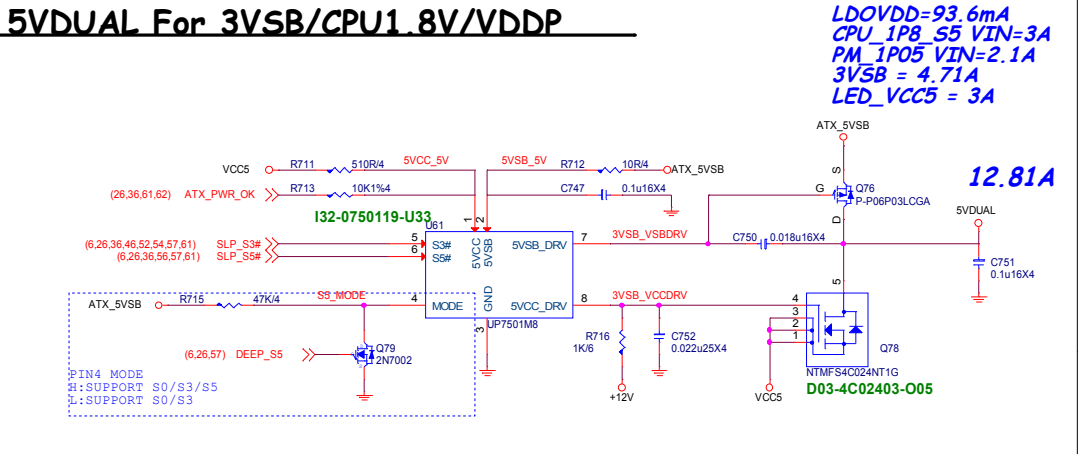 5VDUAL For 3VSB/CPU1.8V/VDDP
LDOVDD=93.6mA
CPU_1P8_S5 VIN=3A
PM_1P05 VIN=2.1A
3VSB = 4.71A
LED_VCC5 = 3A
12.81A
ATX_5VSB
S
G
D
Q76
P-P06P03LCGA
5VDUAL
VCC5
R711
510R/4
5VCC_5V
5VSB_5V
R712
10R/4
ATX_5VSB
(26,36,61,62)
ATX_PWR_OK
R713
10K1%4
C747
0.1u16X4
I32-0750119-U33
U61
1
2
(6,26,36,46,52,54,57,61)
SLP_S3#
5
S3#
(6,26,36,56,57,61)
SLP_S5#
6
S5#
5VCC
5VSB
5VSB_DRV
7
3VSB_VSBDRV
C750
0.018u16X4
C751
0.1u16X4
ATX_5VSB
R715
47K/4
S5_MODE
4
MODE
GND
3
5VCC_DRV
8
3VSB_VCCDRV
UP7501M8
(6,26,57)
DEEP_S5
Q79
2N7002
PIN4 MODE
H:SUPPORT S0/S3/S5
L:SUPPORT S0/S3
R716
1K/6
+12V
C752
0.022u25X4
5
4
3
2
1
Q78
VCC5
NTMFS4C024NT1G
D03-4C02403-O05